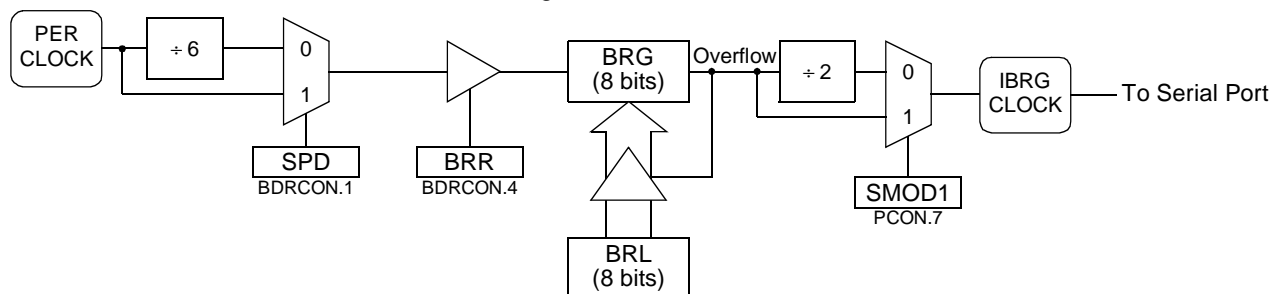 PER
CLOCK
÷ 6
0
1
SPD
BDRCON.1
BRR
BDRCON.4
BRG
(8 bits)
Overflow
BRL
(8 bits)
÷ 2
0
1
SMOD1
PCON.7
IBRG
CLOCK
To Serial Port